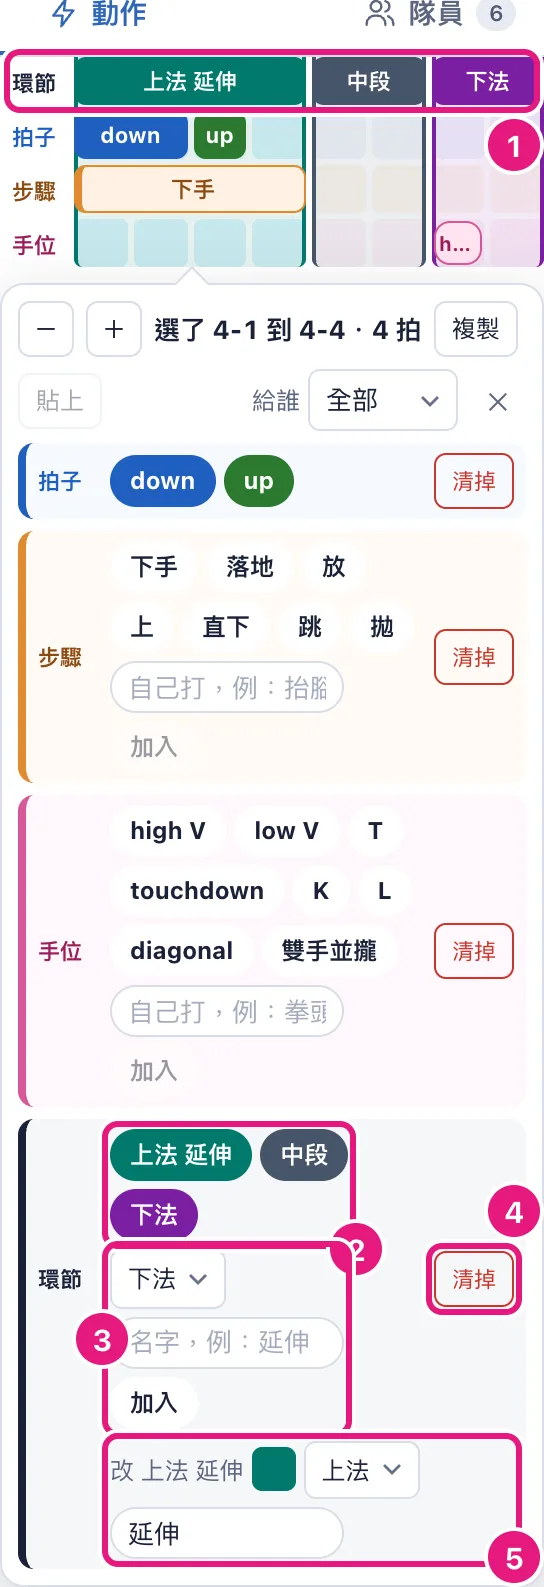 動作 隊員 6
環節 上法 延伸 中段 下法
1
拍子 down up
步驟 下手
手位 h...
− + 選了 4-1 到 4-4 · 4 拍 複製
貼上 給誰 全部 ×
拍子 down up 清掉
下手 落地 放
上 直下 跳 拋
步驟 清掉
自己打，例：抬腳
加入
high V low V T
touchdown K L
手位 diagonal 雙手並攏 清掉
自己打，例：拳頭
加入
上法 延伸 中段
下法
4
2
環節 下法 清掉
3 名字，例：延伸
加入
改 上法 延伸 上法
延伸
5